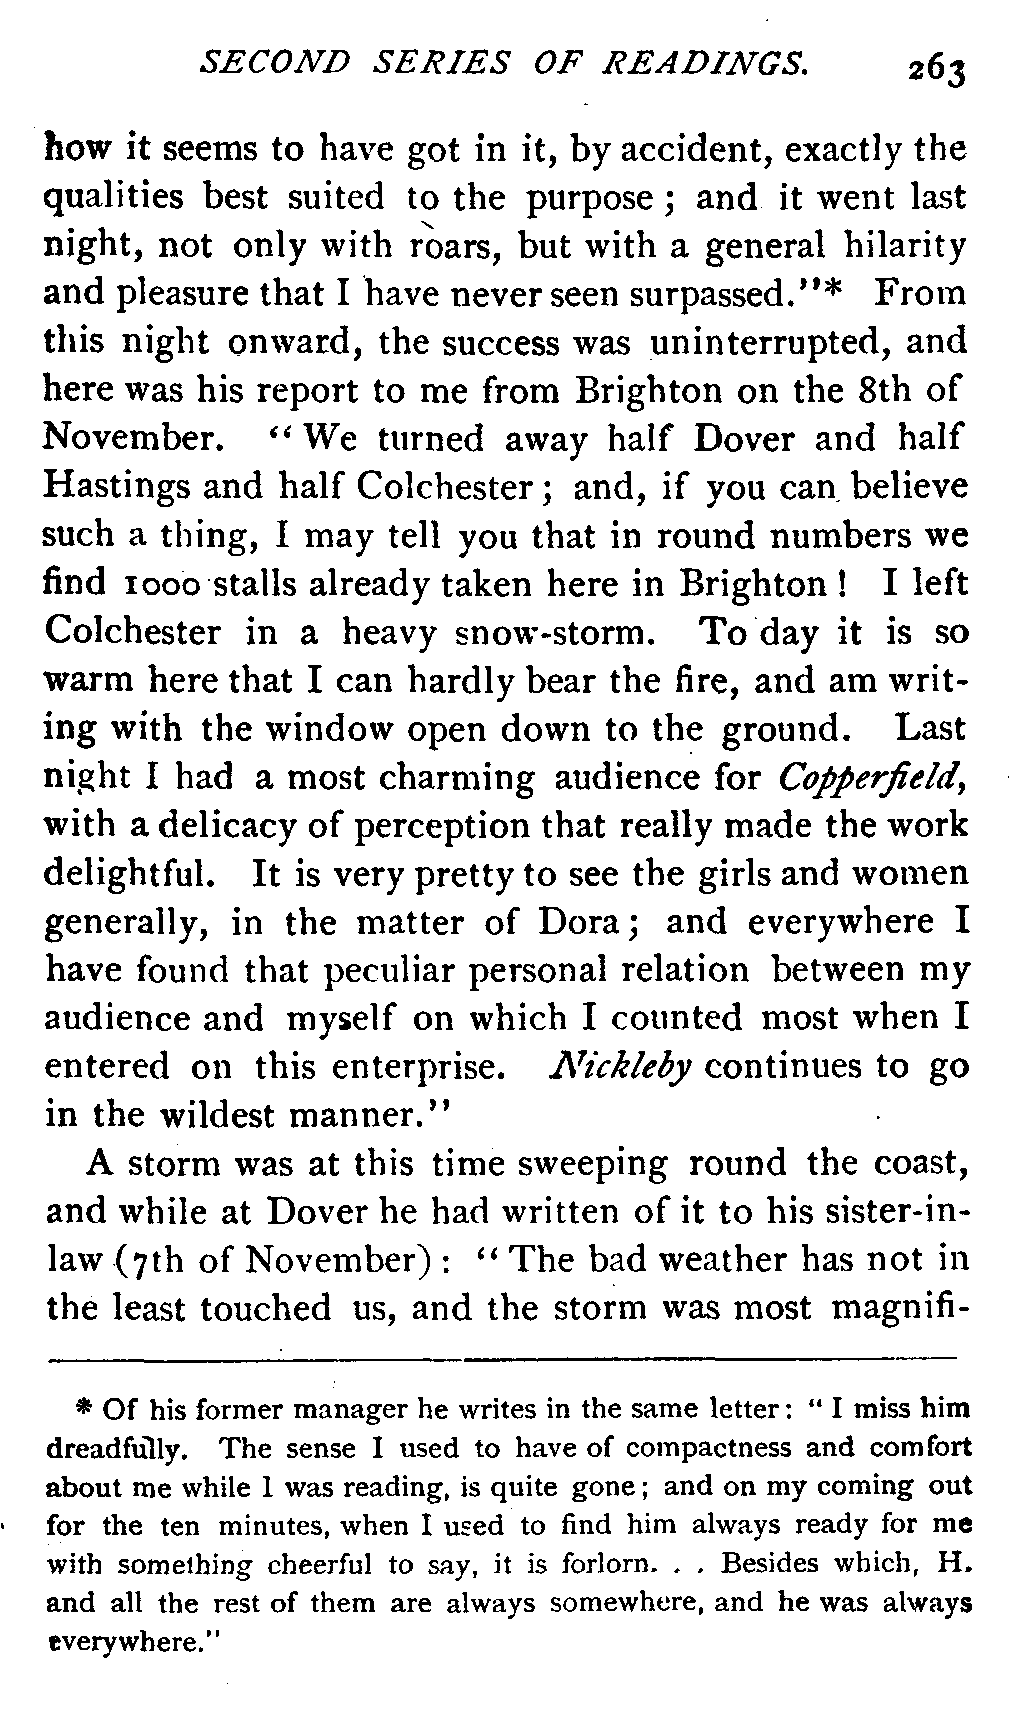 SECOND SERIES OF READINGS. 263
how it seems to have got in it, by accident, exactly the
qualities best suited to the purpose ; and it went last
night, not only with roars, but with a general hilarity
and pleasure that I have never seen surpassed."* From
this night onward, the success was uninterrupted, and
here was his report to me from Brighton on the 8th of
November. "We turned away half Dover and half
Hastings and half Colchester ; and, if you can believe
such a thing, I may tell you that in round numbers we
find 1000 stalls already taken here in Brighton ! I left
Colchester in a heavy snow-storm. To day it is so
warm here that I can hardly bear the fire, and am writ-
ing with the window open down to the ground. Last
night I had a most charming audience for Copperfield,
with a delicacy of perception that really made the work
delightful. It is very pretty to see the girls and women
generally, in the matter of Dora ; and everywhere I
have found that peculiar personal relation between my
audience and myself on which I counted most when I
entered on this enterprise. Nickleby continues to go
in the wildest manner."
A storm was at this time sweeping round the coast,
and while at Dover he had written of it to his sister-in-
law (7th of November) : "The bad weather has not in
the least touched us, and the storm was most magnifi-
* Of his former manager he writes in the same letter: "I miss him
dreadfully. The sense I used to have of compactness and comfort
about me while I was reading, is quite gone; and on my coming out
for the ten minutes, when I used to find him always ready for me
with something cheerful to say, it is forlorn. . . Besides which, H.
and all the rest of them are always somewhere, and he was always
everywhere."